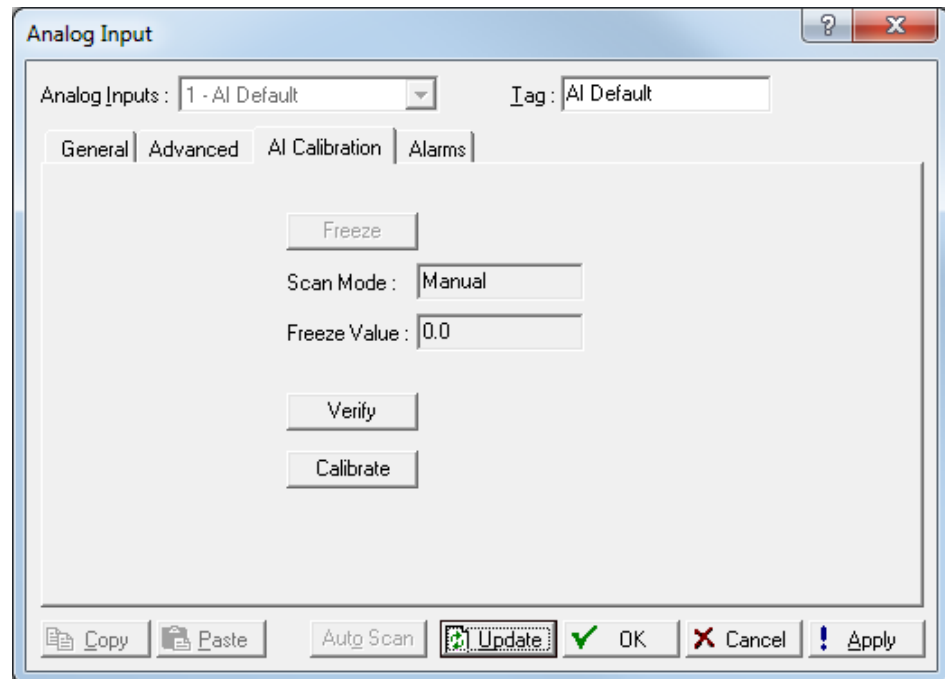 Analog Input
Analog Inputs : 1 - AI Default Tag : AI Default
General Advanced AI Calibration Alarms
Freeze
Scan Mode : Manual
Freeze Value : 0.0
Verify
Calibrate
Copy Paste Auto Scan Update OK Cancel Apply